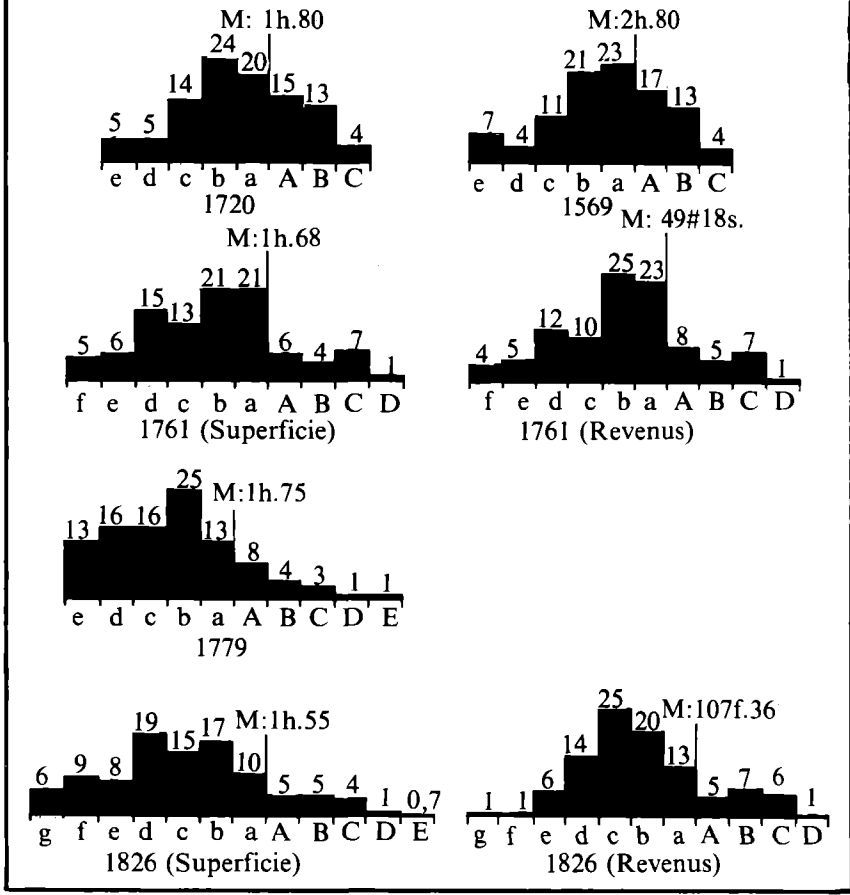 M: 1h.80
24
20
14
15
13
5 5
4
e d c b a A B C
1720
M:2h.80
23
21
17
11
13
7
4
4
e d c b a A B C
1569
M:1h.68
21 21
15
13
5 6
6
4
7
1
f e d c b a A B C D
1761 (Superficie)
M: 49#18s.
25
23
12
10
4 5
8
5
7
1
f e d c b a A B C D
1761 (Revenus)
M:1h.75
25
13 16 16
13
8
4 3
1 1
e d c b a A B C D E
1779
M:1h.55
19
15 17
6 9 8
10
5 5 4
1 0,7
g f e d c b a A B C D E
1826 (Superficie)
M:107f.36
25
20
14
13
1 1 6
5 7 6
1
g f e d c b a A B C D
1826 (Revenus)